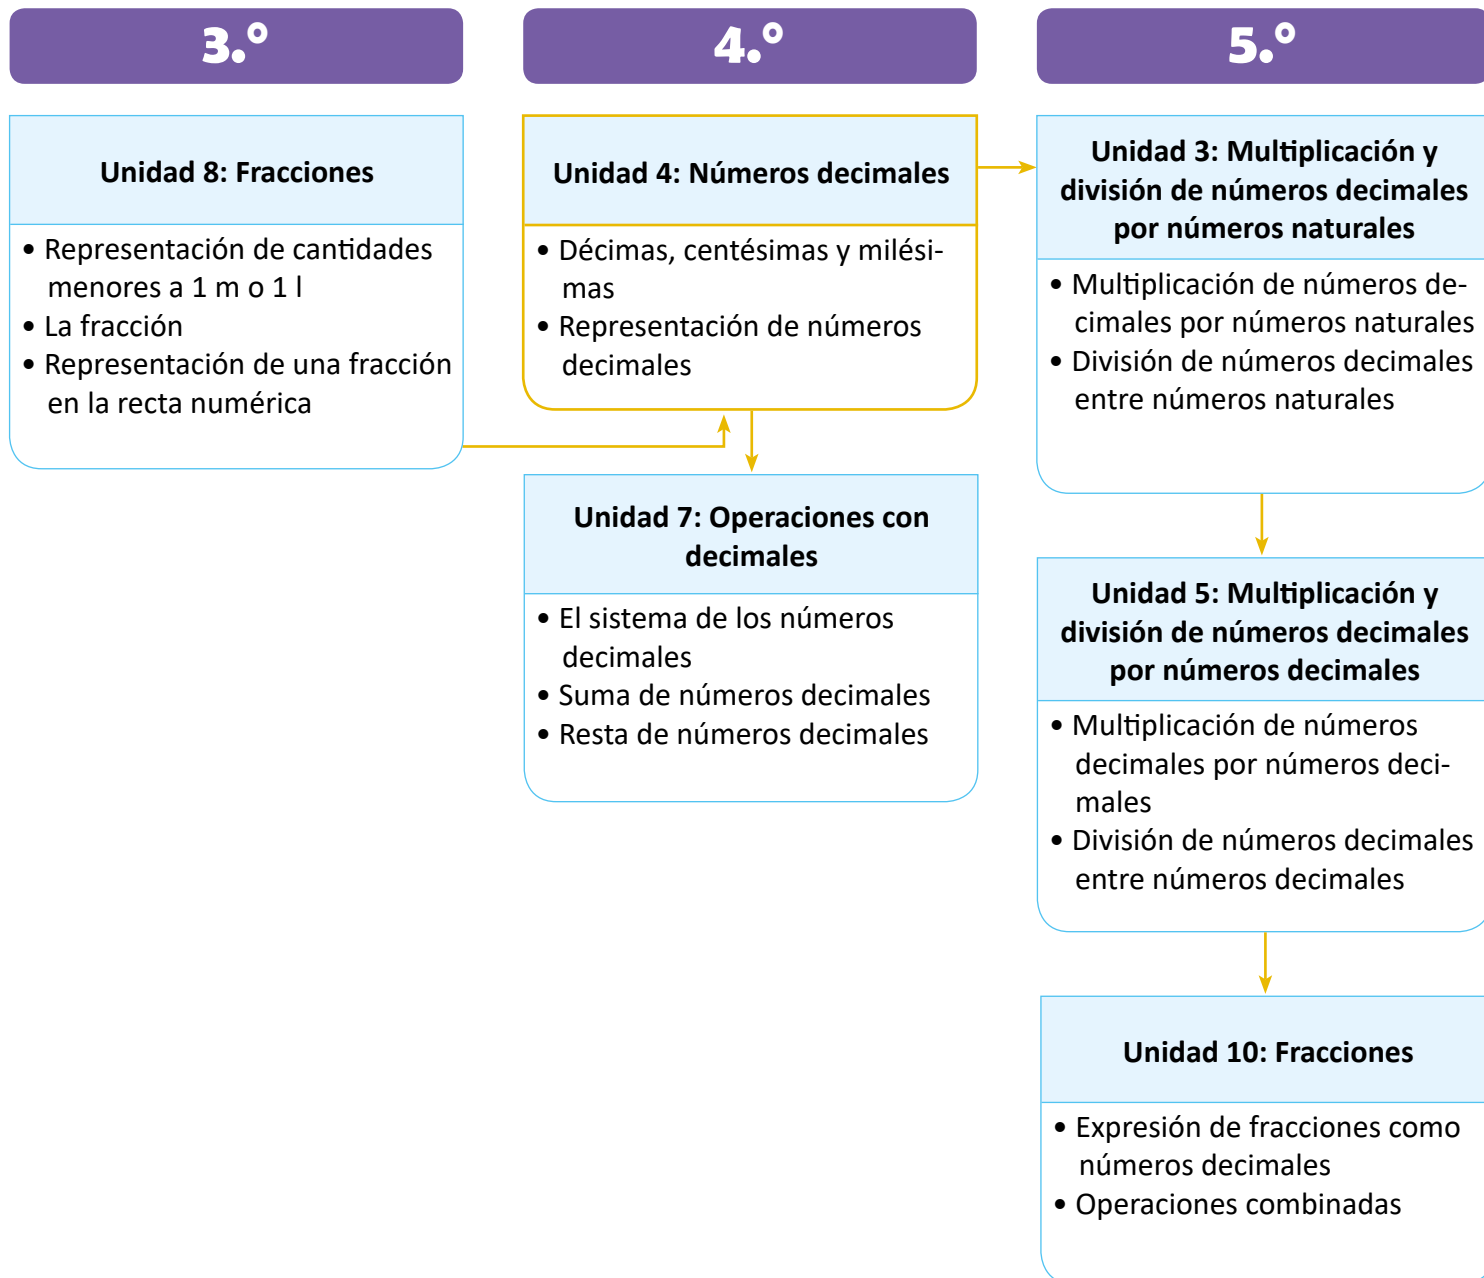 3.º
4.º
5.º
Unidad 8: Fracciones
• Representación de cantidades
menores a 1 m o 1 l
• La fracción
• Representación de una fracción
en la recta numérica
Unidad 4: Números decimales
• Décimas, centésimas y milési-
mas
• Representación de números
decimales
Unidad 7: Operaciones con
decimales
• El sistema de los números
decimales
• Suma de números decimales
• Resta de números decimales
Unidad 3: Multiplicación y
división de números decimales
por números naturales
• Multiplicación de números de-
cimales por números naturales
• División de números decimales
entre números naturales
Unidad 5: Multiplicación y
división de números decimales
por números decimales
• Multiplicación de números
decimales por números deci-
males
• División de números decimales
entre números decimales
Unidad 10: Fracciones
• Expresión de fracciones como
números decimales
• Operaciones combinadas